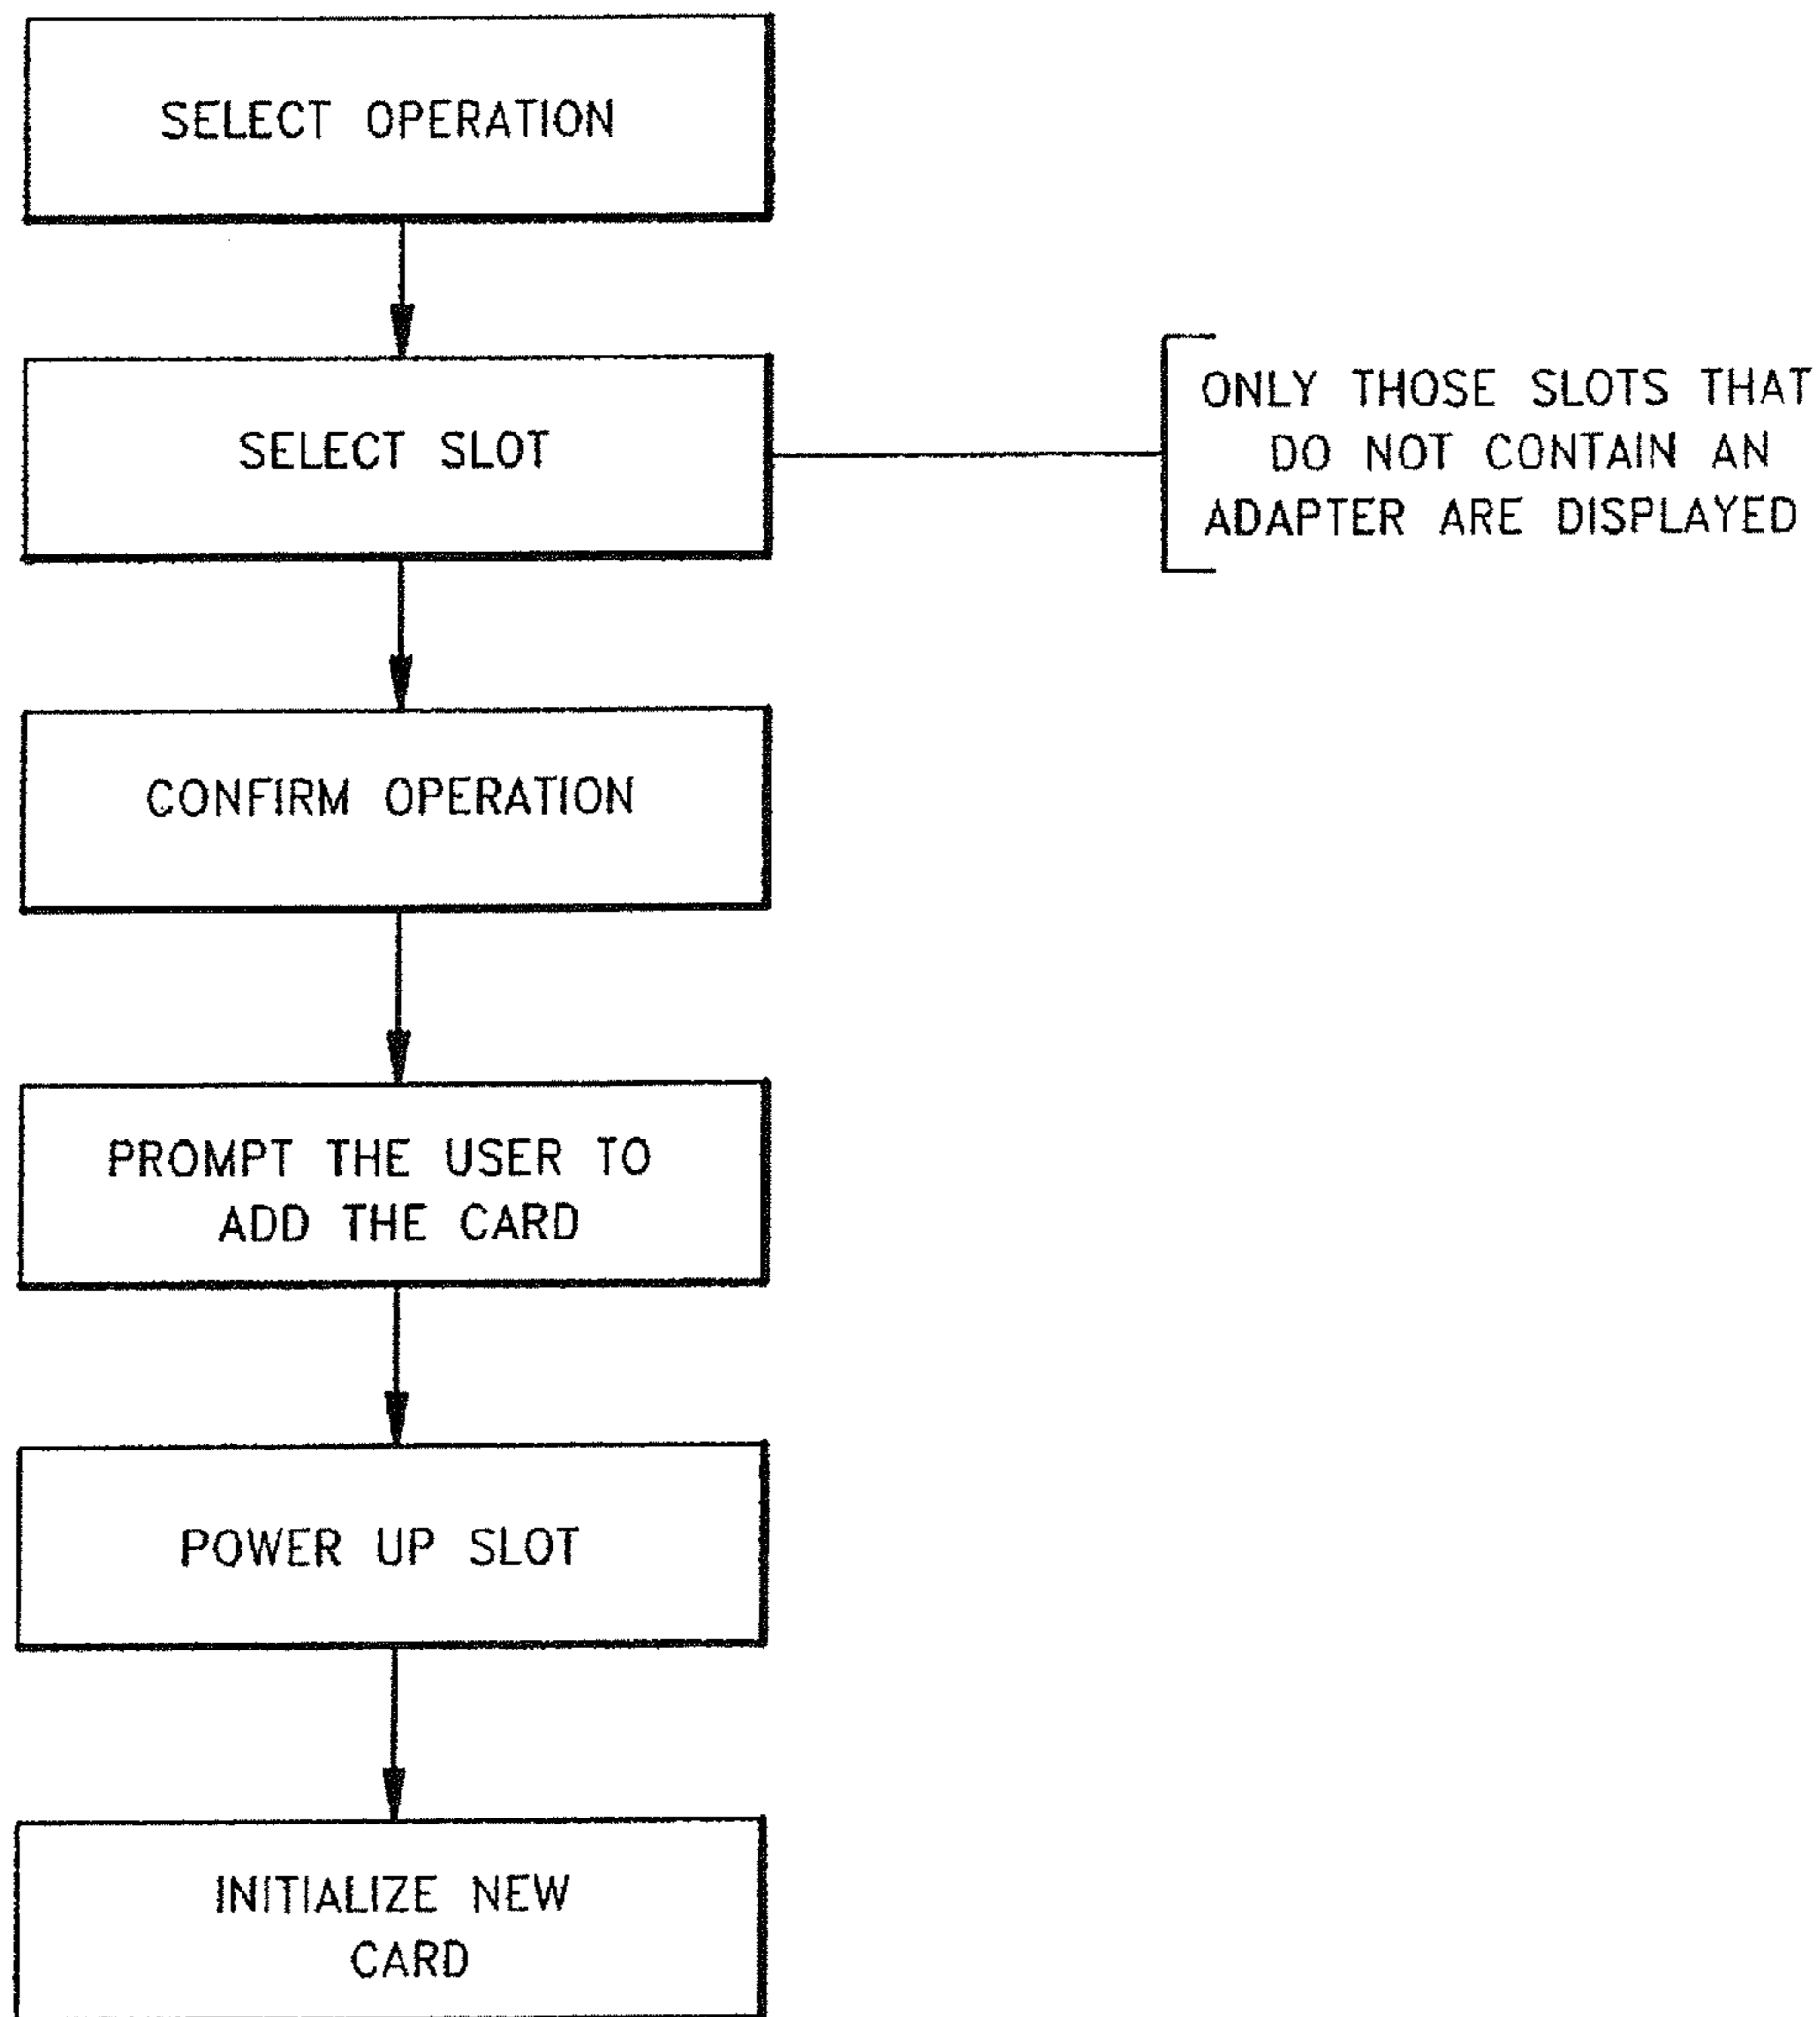 SELECT OPERATION
SELECT SLOT
ONLY THOSE SLOTS THAT
DO NOT CONTAIN AN
ADAPTER ARE DISPLAYED
CONFIRM OPERATION
PROMPT THE USER TO
ADD THE CARD
POWER UP SLOT
INITIALIZE NEW
CARD